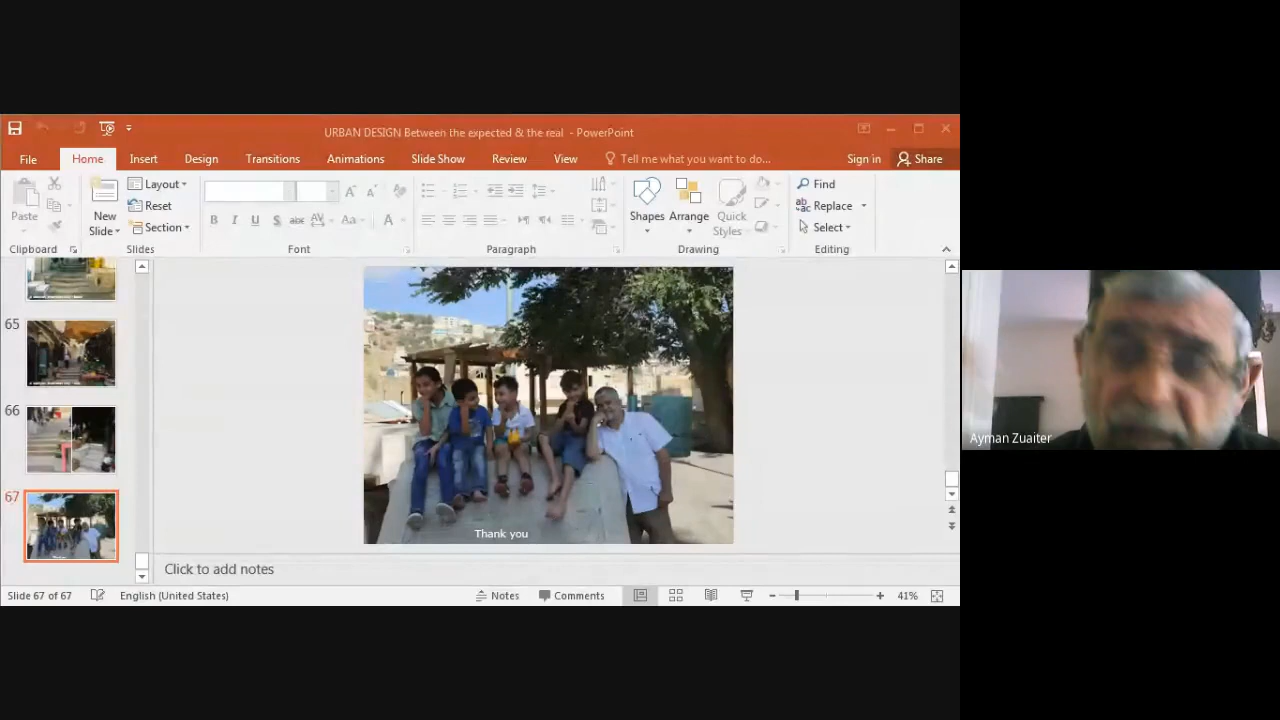 URBAN DESIGN Between the expected & the real - PowerPoint
File Home Insert Design Transitions Animations Slide Show Review View Tell me what you want to do... Sign in Share
Paste
New
Slide
Layout
Reset
Section
B I U S abc AV Aa A
Shapes
Arrange
Quick
Styles
Find
Replace
Select
Clipboard Slides Font Paragraph Drawing Editing
65
66
67
Thank you
Click to add notes
Slide 67 of 67 English (United States) Notes Comments 41%
Ayman Zuaiter